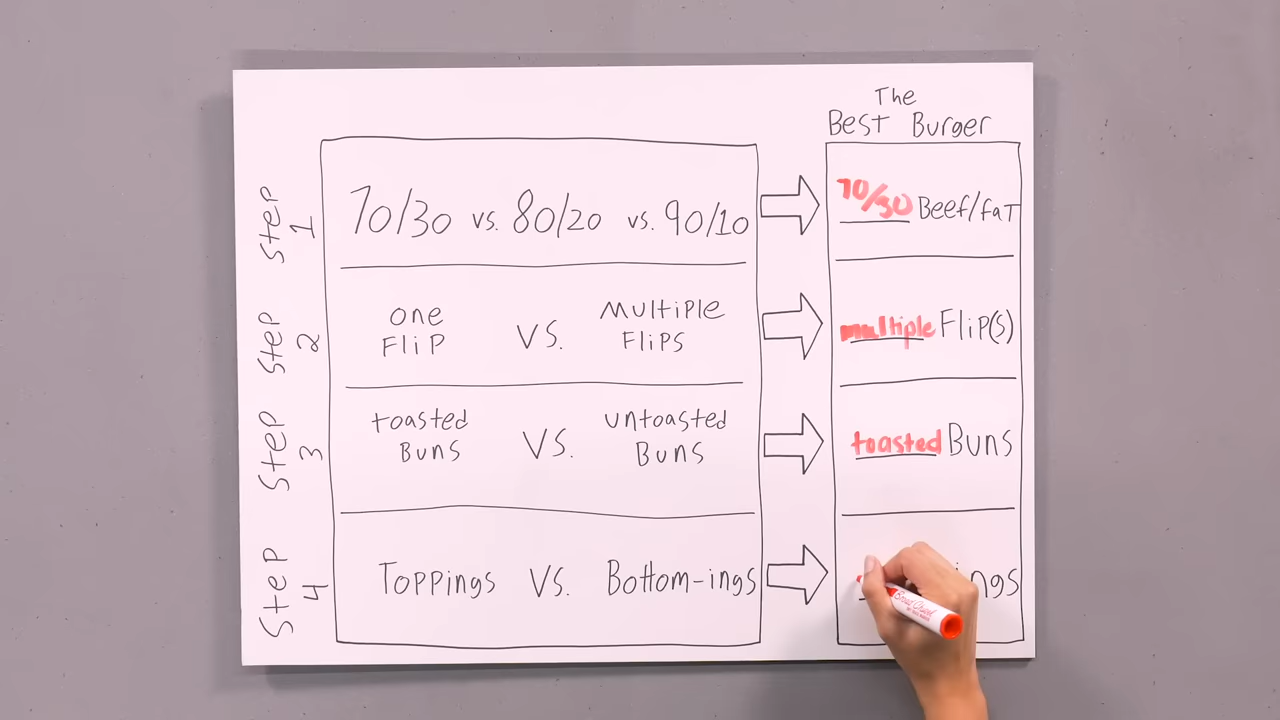 The
Best Burger
Step 1
70/30 vs. 80/20 vs. 90/10
70/30 Beef/fat
Step 2
one Flip vs. Multiple Flips
multiple Flip(s)
Step 3
toasted Buns vs. untoasted Buns
toasted Buns
Step 4
Toppings vs. Bottom-ings
ings